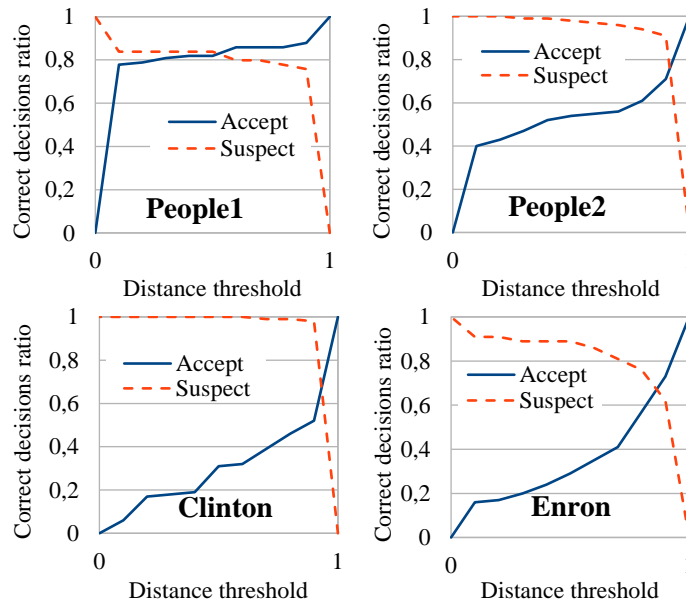 Correct decisions ratio
1
0,8
0,6
0,4
0,2
0
Accept
Suspect
People1
0
1
Distance threshold
Correct decisions ratio
1
0,8
0,6
0,4
0,2
0
Accept
Suspect
People2
0
1
Distance threshold
Correct decisions ratio
1
0,8
0,6
0,4
0,2
0
Accept
Suspect
Clinton
0
1
Distance threshold
Correct decisions ratio
1
0,8
0,6
0,4
0,2
0
Accept
Suspect
Enron
0
1
Distance threshold